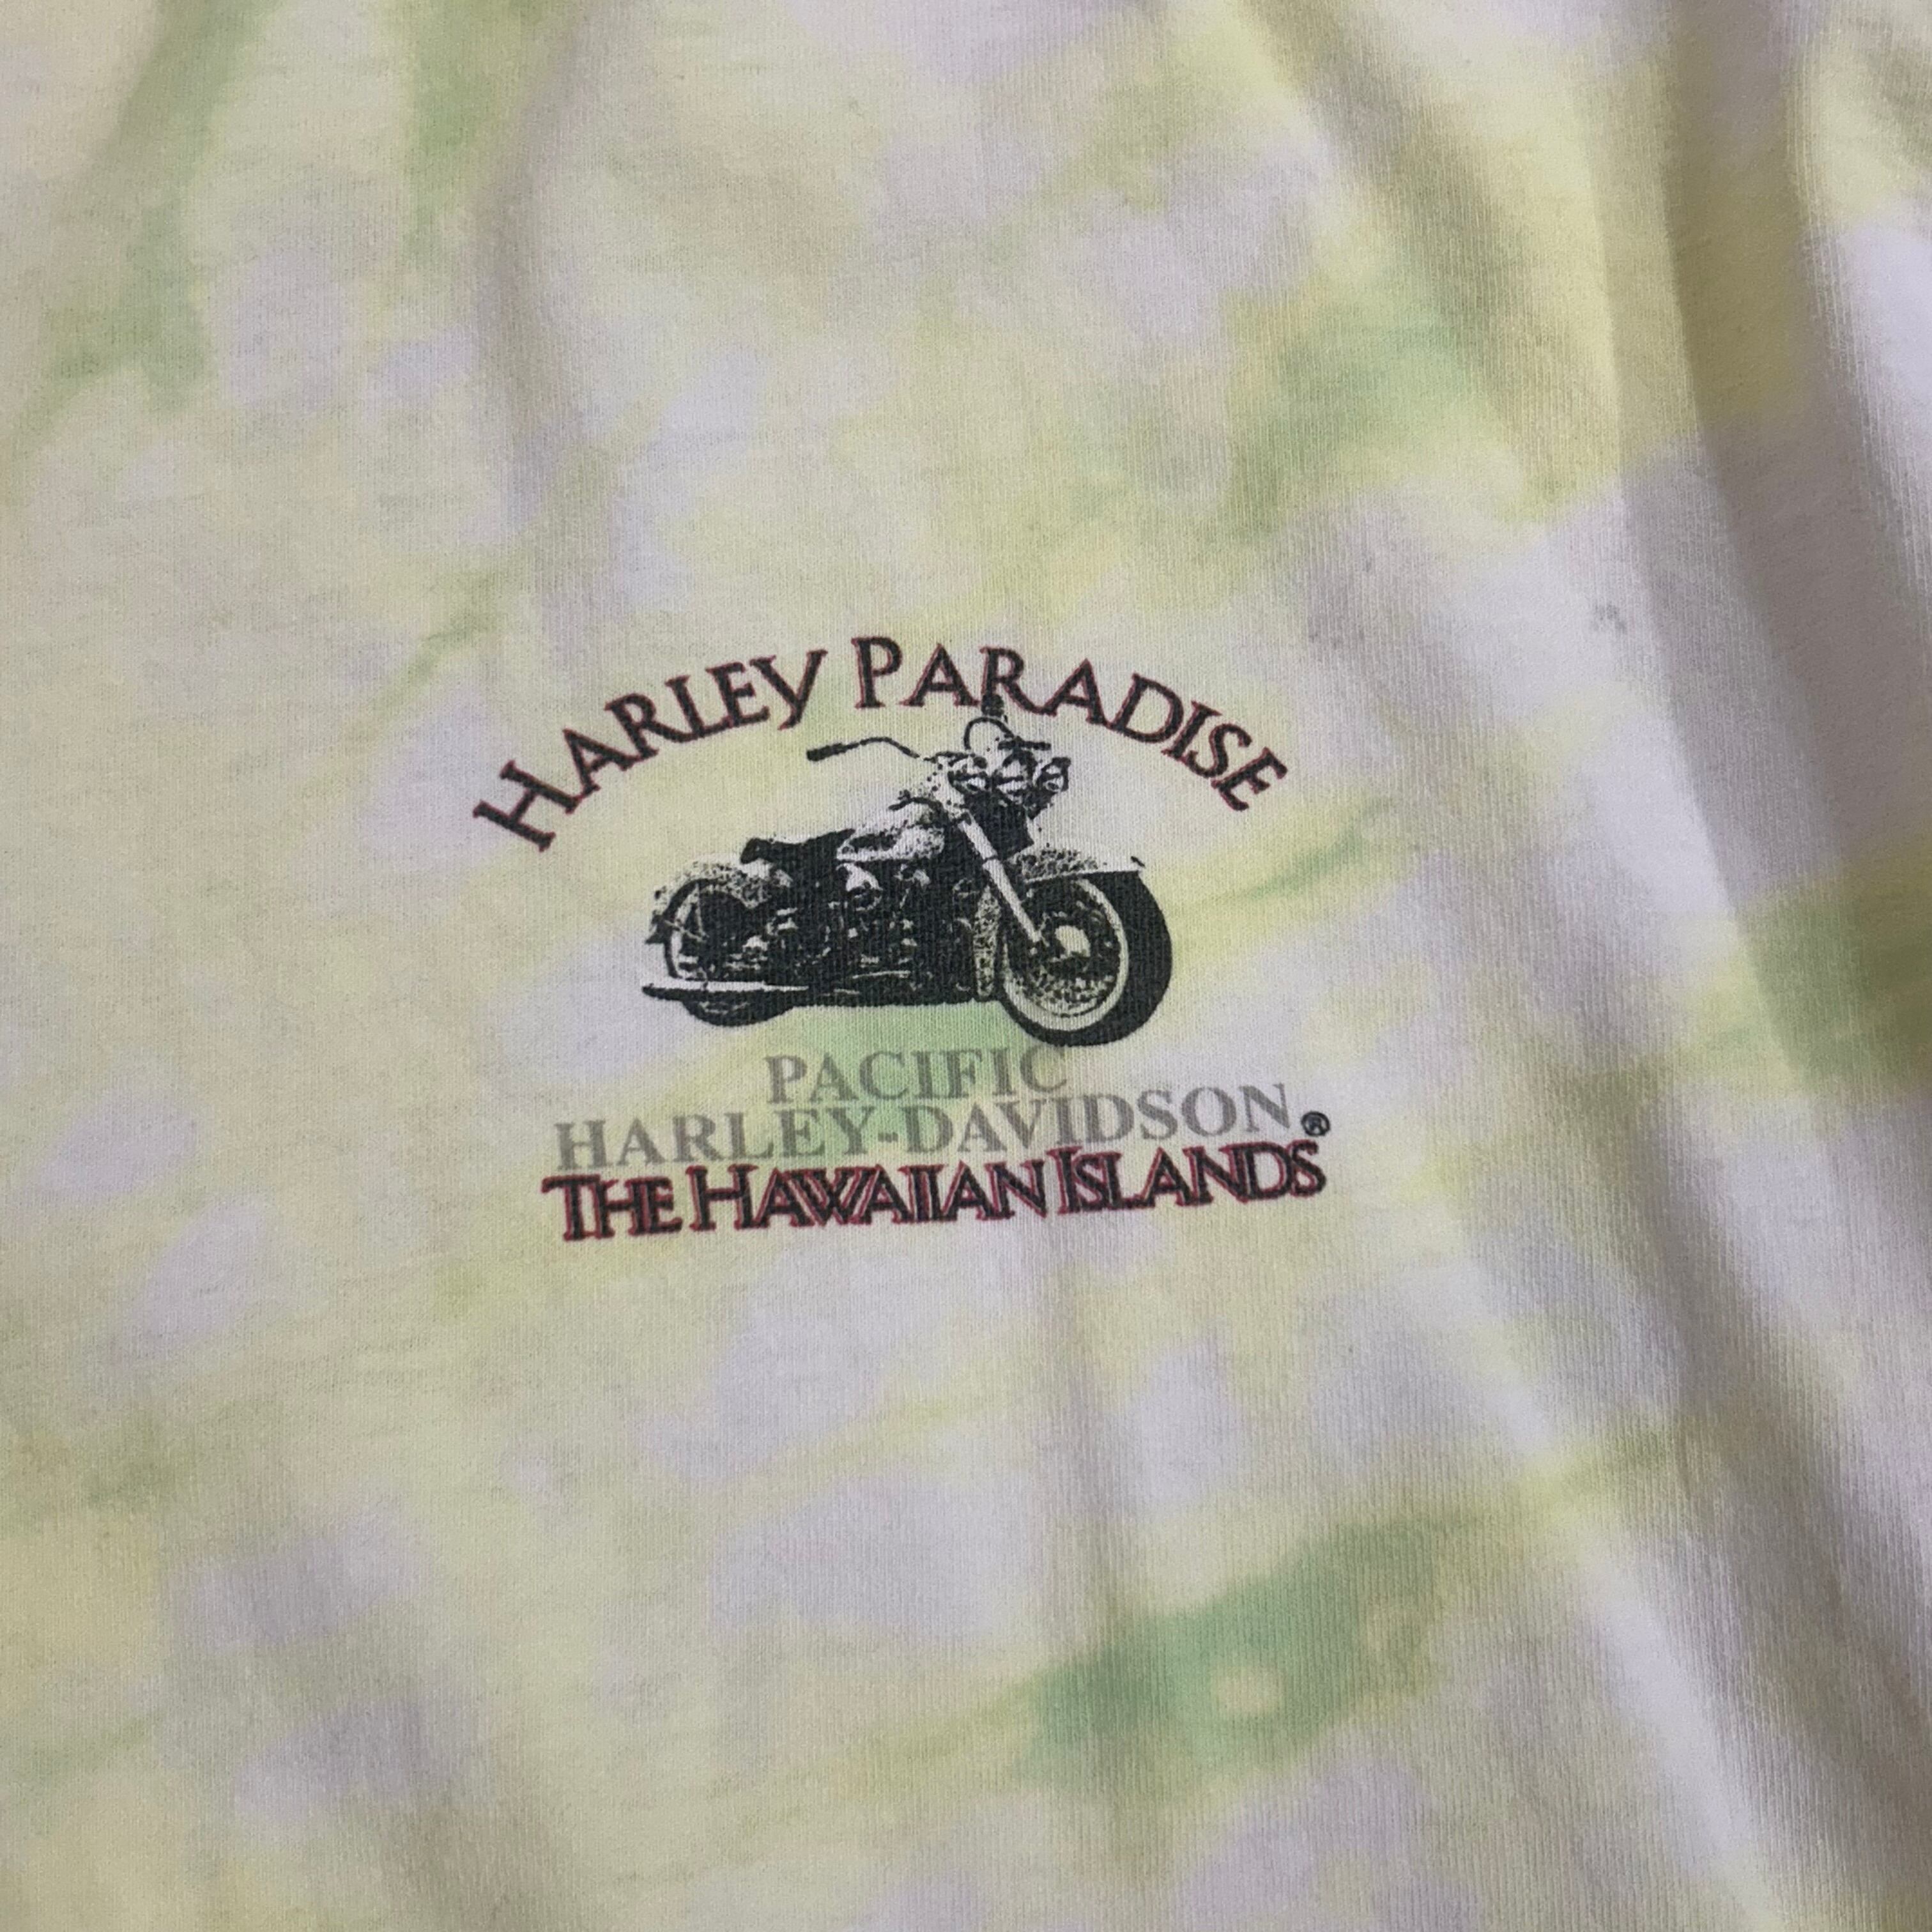 HARLEY PARADISE
PACIFIC
HARLEY-DAVIDSON®
THE HAWAIIAN ISLANDS